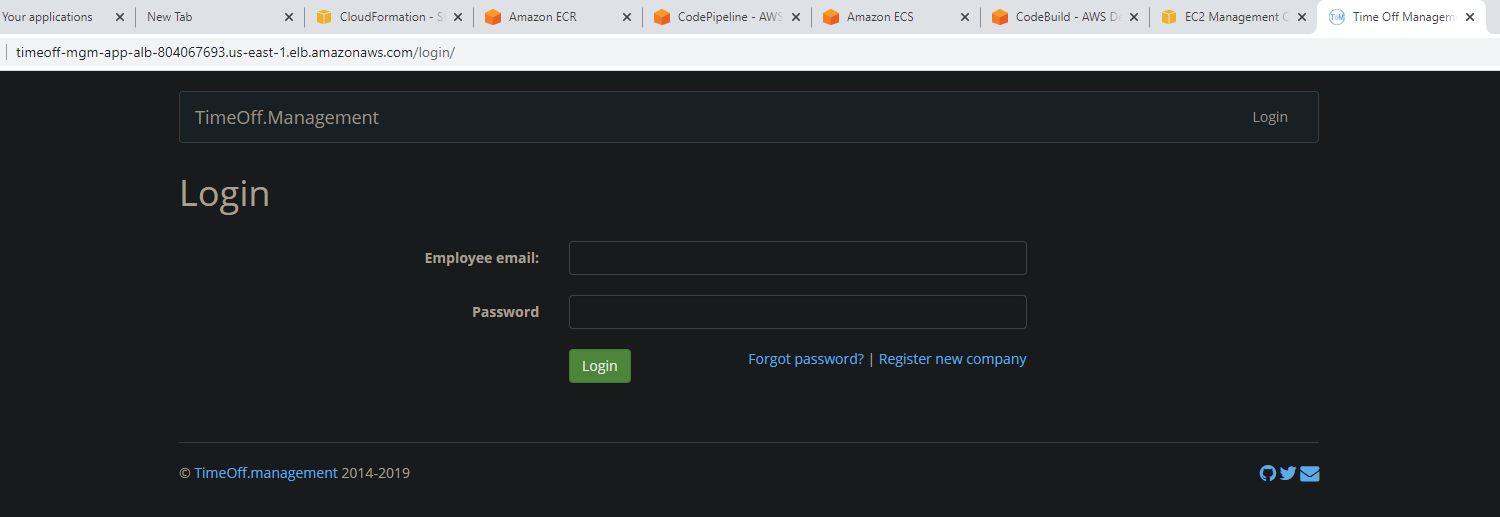 Your applications New Tab CloudFormation - S Amazon ECR CodePipeline - AWS Amazon ECS CodeBuild - AWS D EC2 Management C Time Off Managem
timeoff-mgm-app-alb-804067693.us-east-1.elb.amazonaws.com/login/
TimeOff.Management Login
Login
Employee email:
Password
Login Forgot password? | Register new company
© TimeOff.management 2014-2019